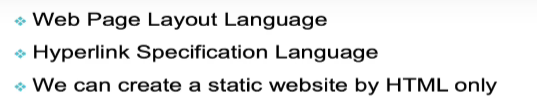 ❖ Web Page Layout Language
❖ Hyperlink Specification Language
❖ We can create a static website by HTML only